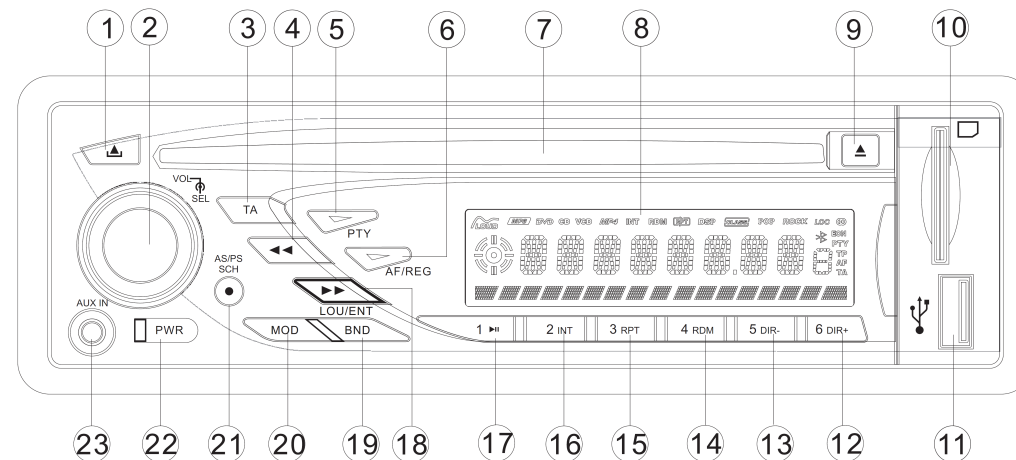 1 2 3 4 5 6 7 8 9 10
VOL
SEL
TA
PTY
AF/REG
AS/PS
SCH
LOU/ENT
AUX IN
PWR
MOD
BND
LOUD MP3 DVD CD VCD MP4 INT RDM RPT DSP CLASS POP ROCK LOC
EON
PTY
TP
AF
TA
1 2 INT 3 RPT 4 RDM 5 DIR- 6 DIR+
23 22 21 20 19 18 17 16 15 14 13 12 11